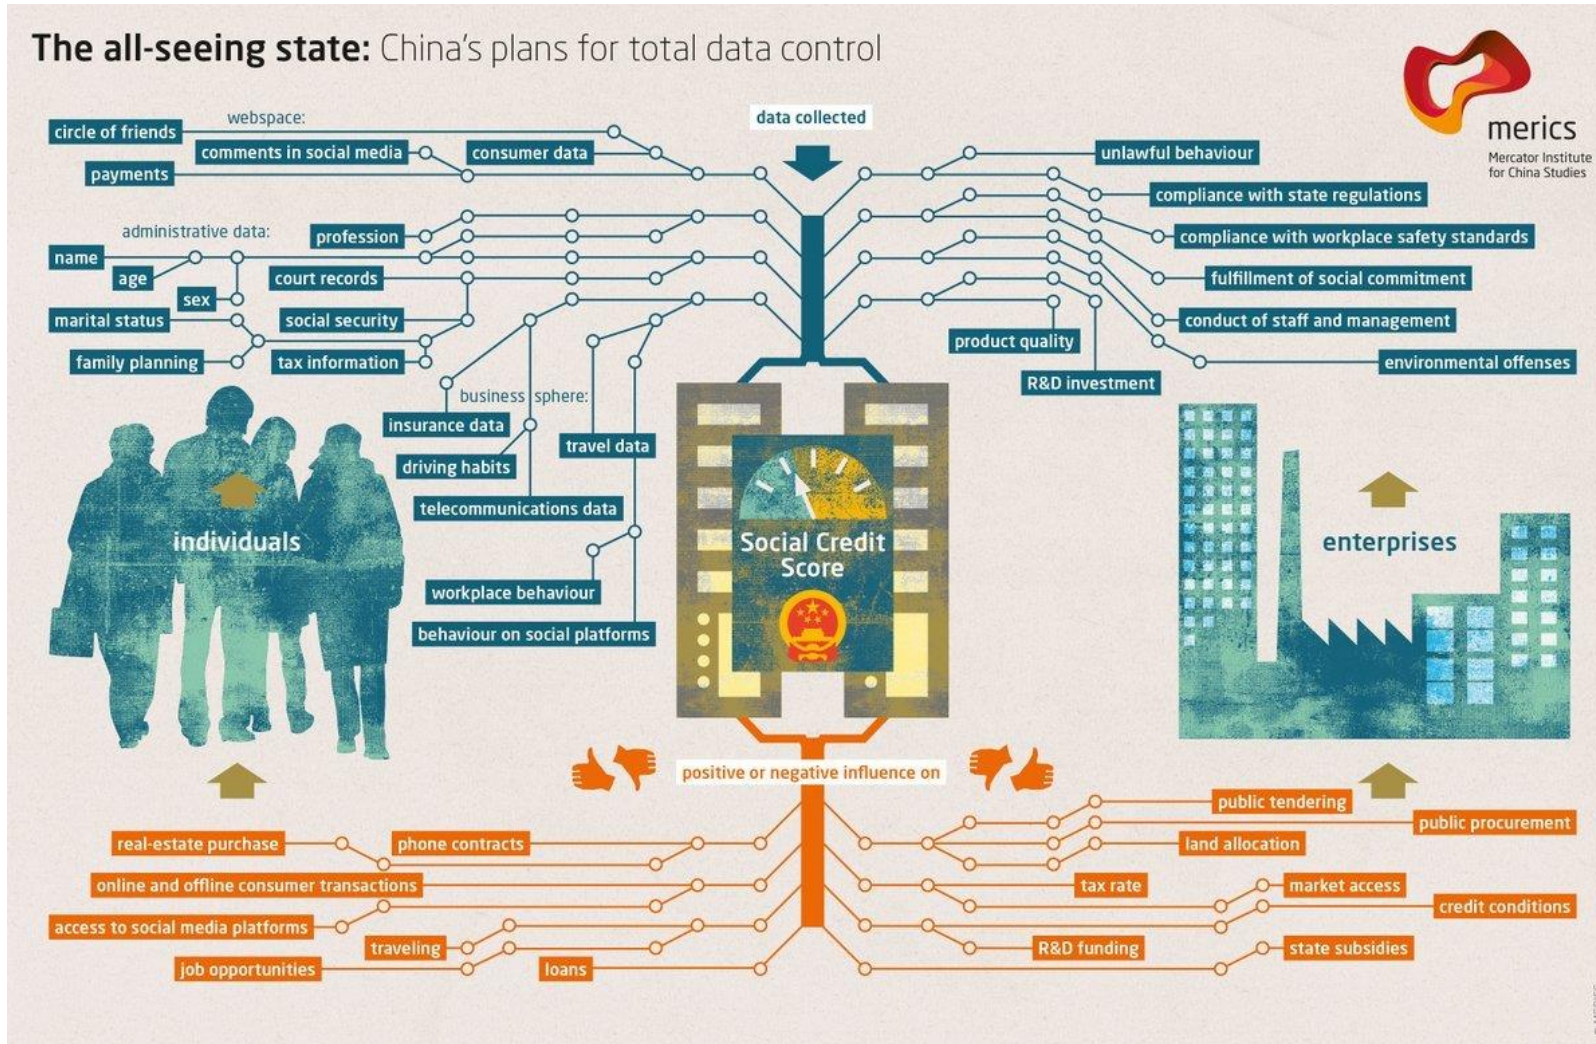 The all-seeing state: China's plans for total data control
merics
Mercator Institute
for China Studies
data collected
webspace:
circle of friends
comments in social media
consumer data
payments
administrative data:
profession
name
age
court records
sex
marital status
social security
family planning
tax information
business sphere:
insurance data
travel data
driving habits
telecommunications data
workplace behaviour
behaviour on social platforms
unlawful behaviour
compliance with state regulations
compliance with workplace safety standards
fulfillment of social commitment
conduct of staff and management
product quality
environmental offenses
R&D investment
individuals
Social Credit
Score
enterprises
positive or negative influence on
real-estate purchase
phone contracts
online and offline consumer transactions
access to social media platforms
traveling
job opportunities
loans
public tendering
public procurement
land allocation
tax rate
market access
credit conditions
R&D funding
state subsidies